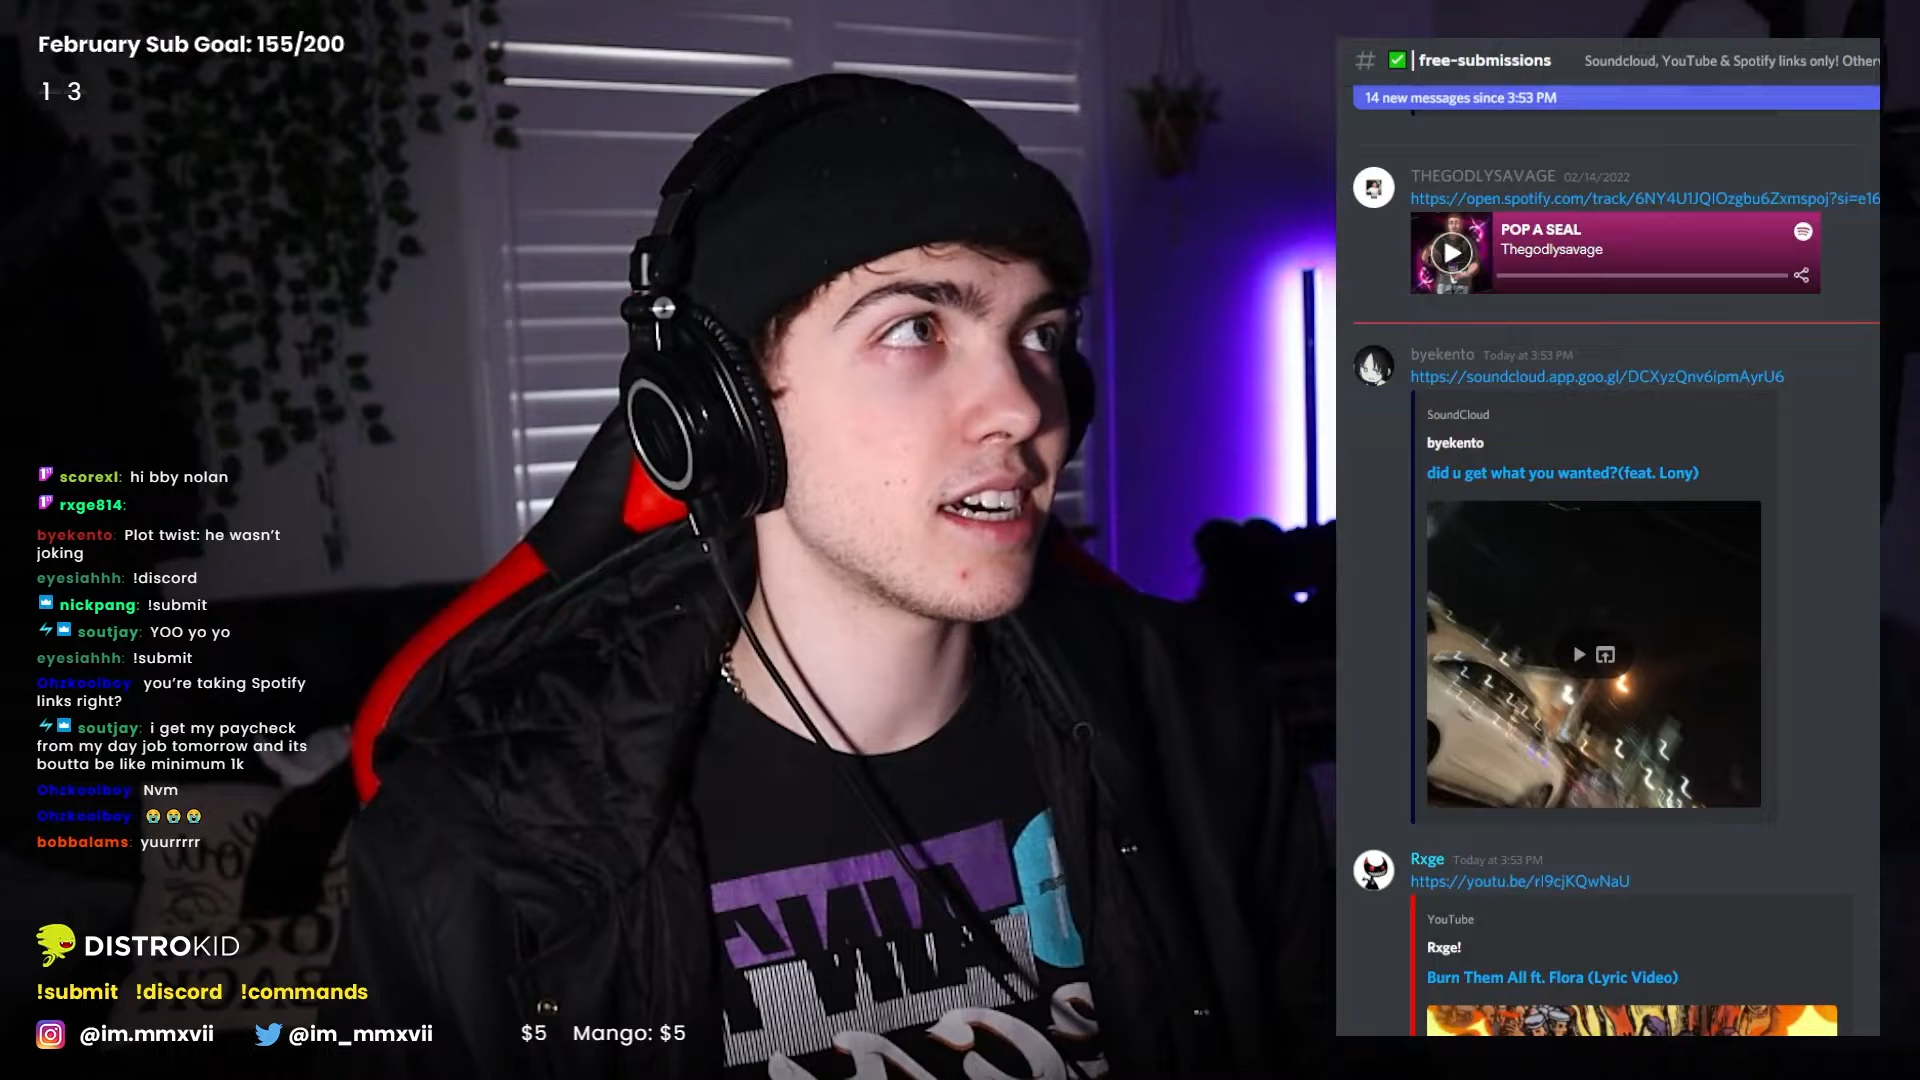 February Sub Goal: 155/200
1 3
scorexl: hi bby nolan
rxge814:
byekento: Plot twist: he wasn't
joking
eyesiahhh: !discord
nickpang: !submit
soutjay: YOO yo yo
eyesiahhh: !submit
Ohzkoolboy you're taking Spotify
links right?
soutjay: i get my paycheck
from my day job tomorrow and its
boutta be like minimum 1k
Ohzkoolboy Nvm
Ohzkoolboy 😭😭😭
bobbalams: yuurrrrr
DISTROKID
!submit !discord !commands
@im.mmxvii @im_mmxvii
$5 Mango: $5
# ✅ | free-submissions Soundcloud, YouTube & Spotify links only! Other
14 new messages since 3:53 PM
THEGODLYSAVAGE 02/14/2022
https://open.spotify.com/track/6NY4U1JQIOzgbu6Zxmspoj?si=e16
POP A SEAL
Thegodlysavage
byekento Today at 3:53 PM
https://soundcloud.app.goo.gl/DCXyzQnv6ipmAyrU6
SoundCloud
byekento
did u get what you wanted?(feat. Lony)
Rxge Today at 3:53 PM
https://youtu.be/rl9cjKQwNaU
YouTube
Rxge!
Burn Them All ft. Flora (Lyric Video)